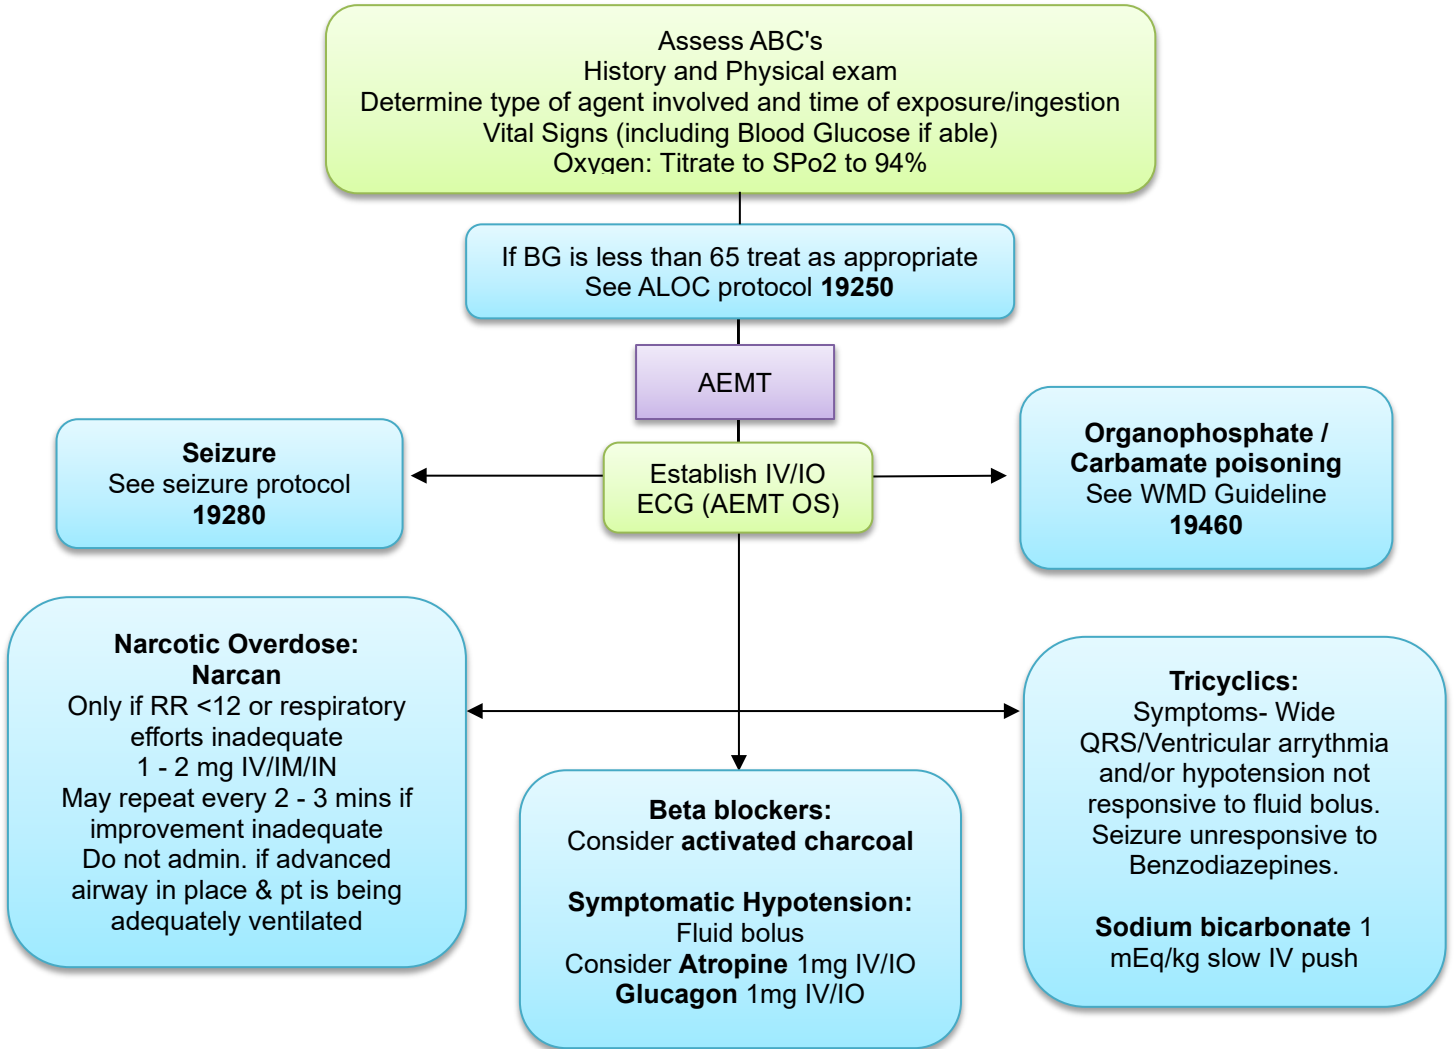 Assess ABC's
History and Physical exam
Determine type of agent involved and time of exposure/ingestion
Vital Signs (including Blood Glucose if able)
Oxygen: Titrate to SPo2 to 94%
If BG is less than 65 treat as appropriate
See ALOC protocol 19250
AEMT
Seizure
See seizure protocol
19280
Establish IV/IO
ECG (AEMT OS)
Organophosphate /
Carbamate poisoning
See WMD Guideline
19460
Narcotic Overdose:
Narcan
Only if RR <12 or respiratory
efforts inadequate
1 - 2 mg IV/IM/IN
May repeat every 2 - 3 mins if
improvement inadequate
Do not admin. if advanced
airway in place & pt is being
adequately ventilated
Beta blockers:
Consider activated charcoal
Symptomatic Hypotension:
Fluid bolus
Consider Atropine 1mg IV/IO
Glucagon 1mg IV/IO
Tricyclics:
Symptoms- Wide
QRS/Ventricular arrythmia
and/or hypotension not
responsive to fluid bolus.
Seizure unresponsive to
Benzodiazepines.
Sodium bicarbonate 1
mEq/kg slow IV push